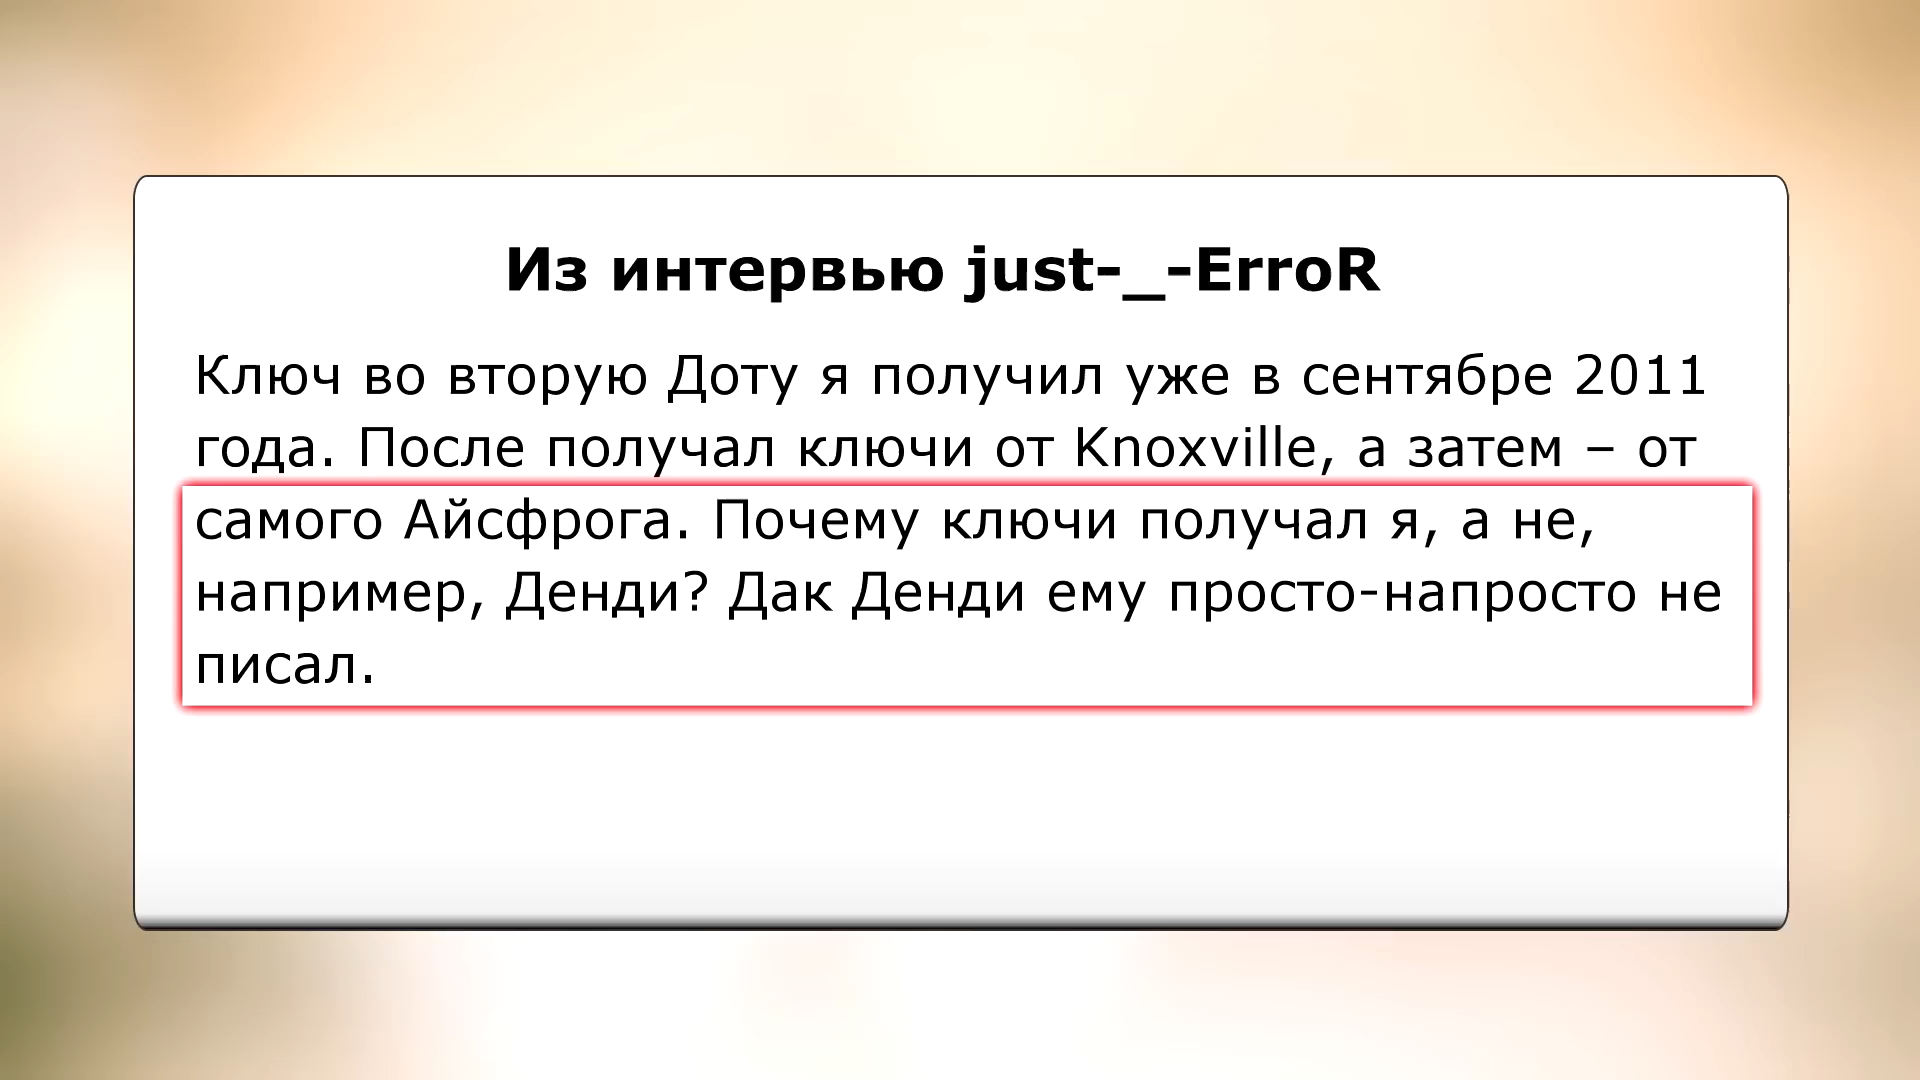 Из интервью just-_-ErroR
Ключ во вторую Доту я получил уже в сентябре 2011
года. После получал ключи от Knoxville, а затем – от
самого Айсфрога. Почему ключи получал я, а не,
например, Денди? Дак Денди ему просто-напросто не
писал.